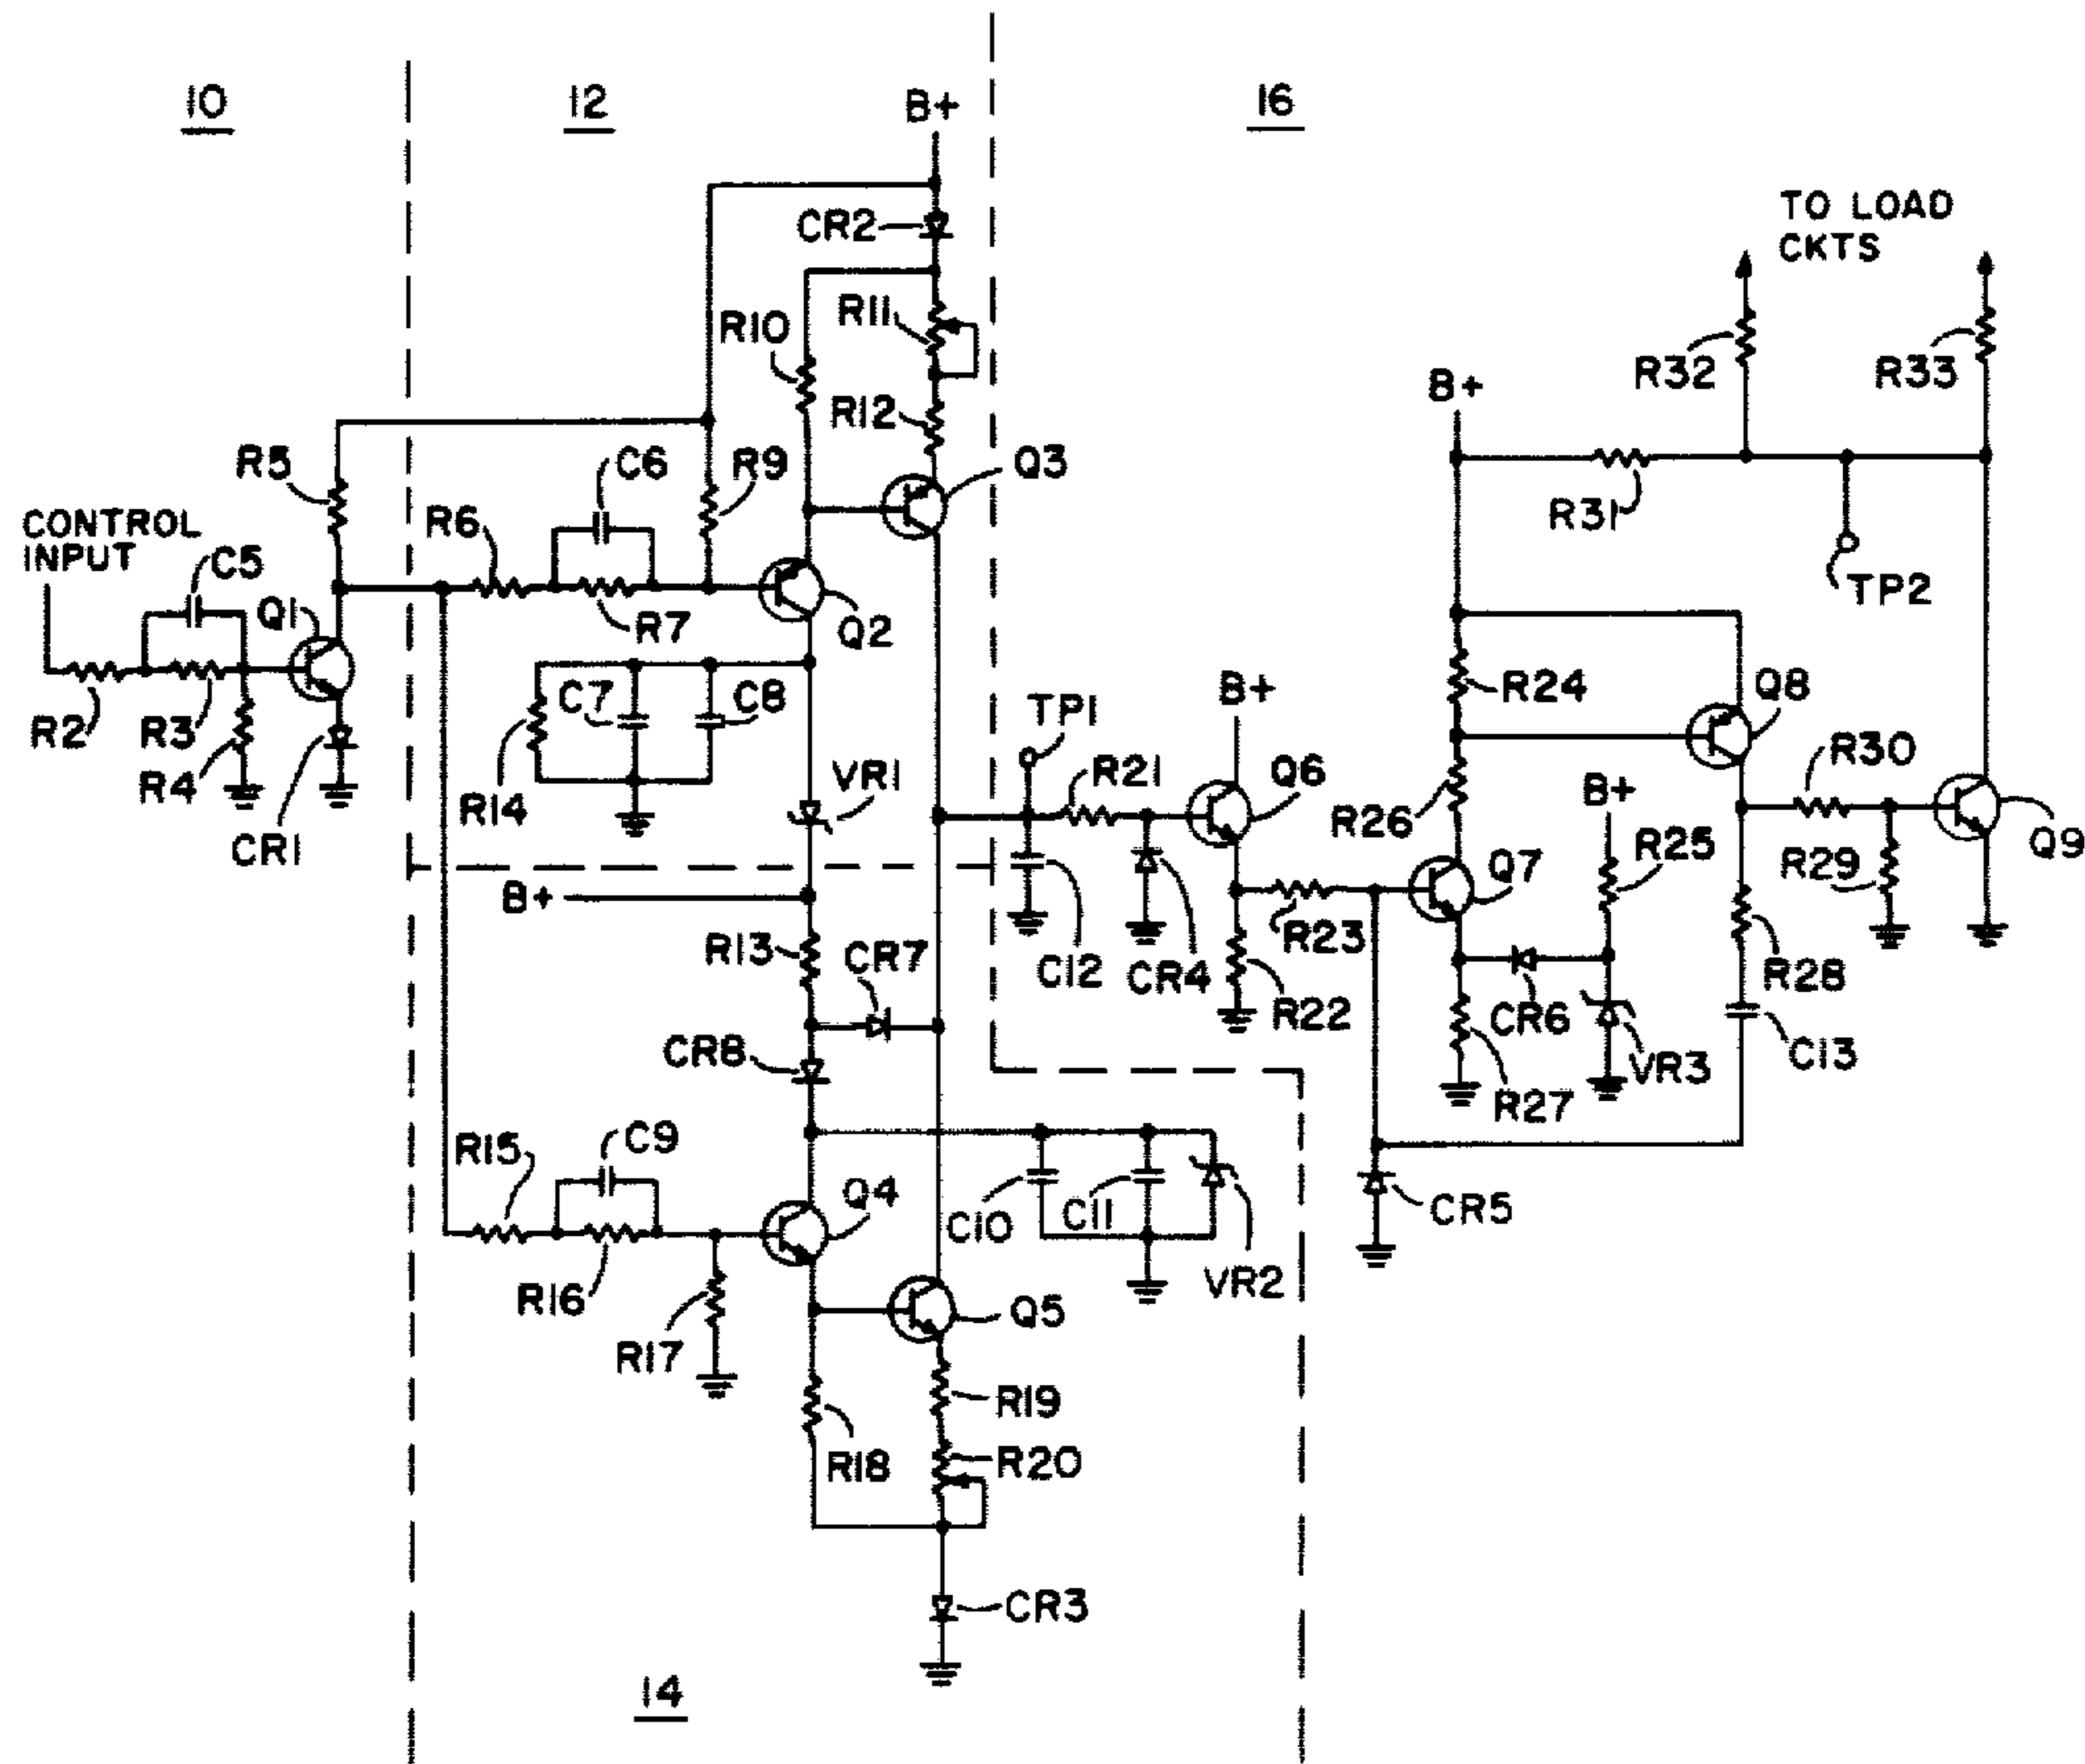 10
12
B+
16
TO LOAD
CKTS
CR2
R11
R10
R32
R33
B+
R12
R5
C6
R9
Q3
R31
CONTROL
INPUT
R6
C5
TP2
Q1
R7
Q2
R24
Q8
C7
C8
TP1
B+
R2
R3
R4
R14
VR1
R21
Q6
R30
R26
B+
CR1
R25
Q9
Q7
R29
B+
R13
CR7
R23
C12
CR4
R28
R22
CR6
CR8
VR3
C13
R27
R15
C9
Q4
C10
C11
CR5
R16
VR2
Q5
R17
R19
R18
R20
CR3
14